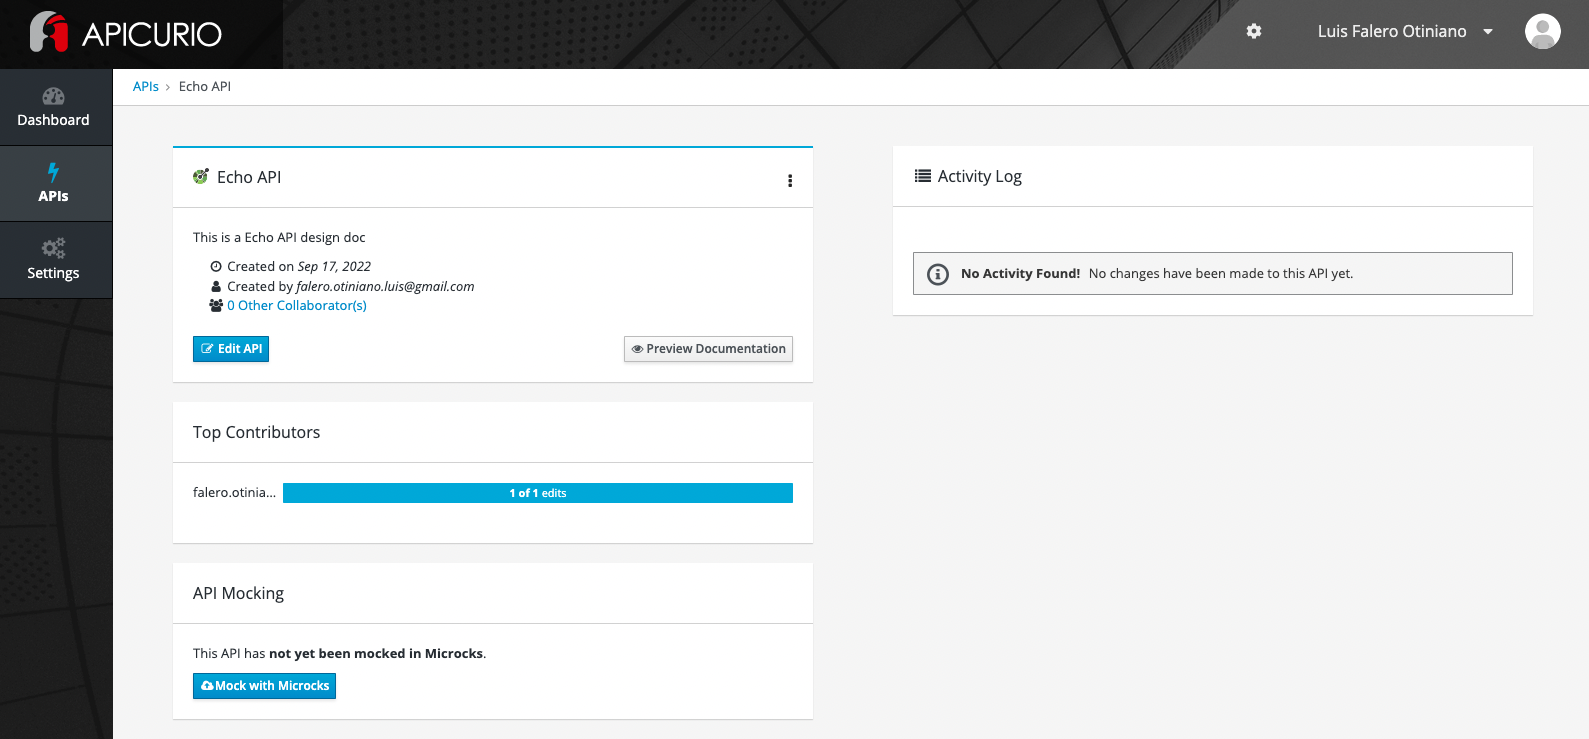 APICURIO
Luis Falero Otiniano
Dashboard
APIs
Settings
APIs > Echo API
Echo API
This is a Echo API design doc
Created on Sep 17, 2022
Created by falero.otiniano.luis@gmail.com
0 Other Collaborator(s)
Edit API
Preview Documentation
Top Contributors
falero.otinia...
1 of 1 edits
API Mocking
This API has not yet been mocked in Microcks.
Mock with Microcks
Activity Log
No Activity Found! No changes have been made to this API yet.